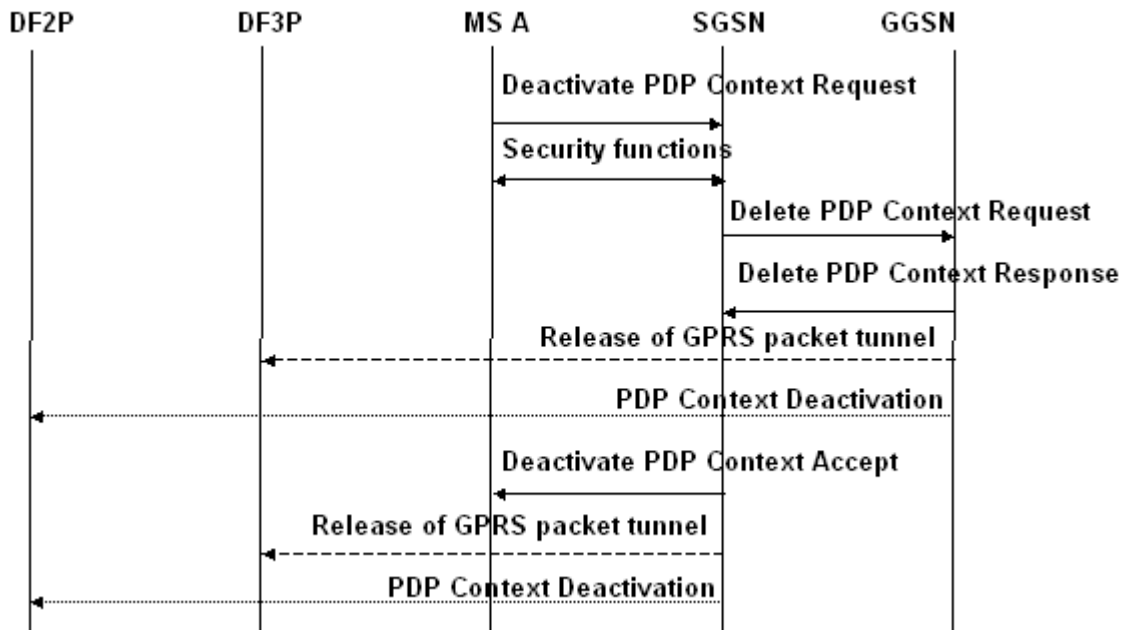 DF2P DF3P MS A SGSN GGSN
Deactivate PDP Context Request
Security functions
Delete PDP Context Request
Delete PDP Context Response
Release of GPRS packet tunnel
PDP Context Deactivation
Deactivate PDP Context Accept
Release of GPRS packet tunnel
PDP Context Deactivation